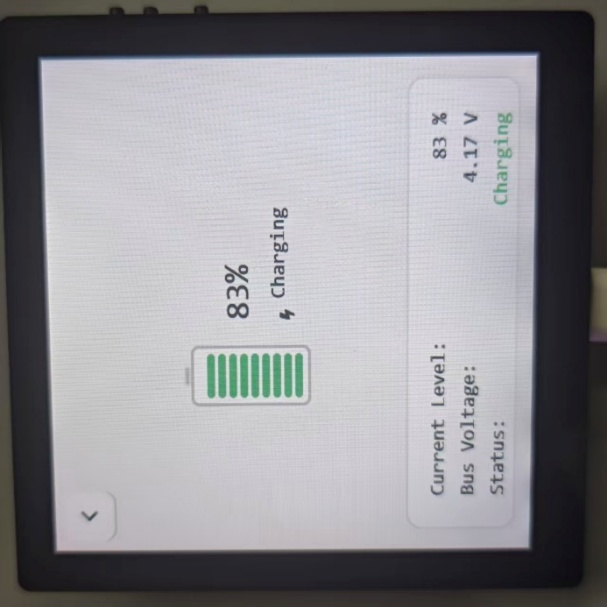 83%
Charging
Current Level: 83 %
Bus Voltage: 4.17 V
Status: Charging